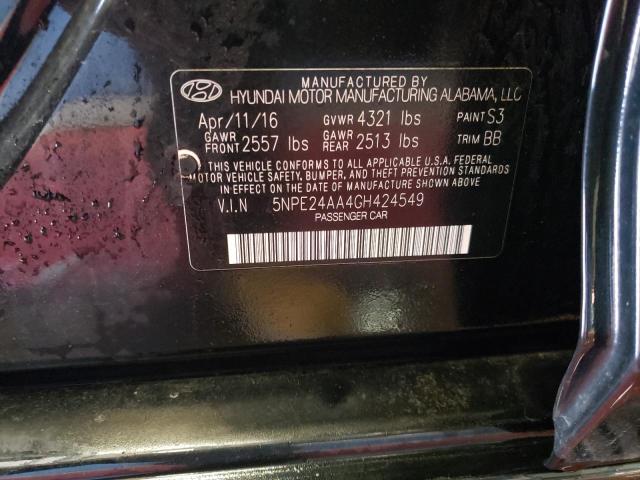 MANUFACTURED BY
HYUNDAI MOTOR MANUFACTURING ALABAMA, LLC
Apr/11/16 GVWR 4321 lbs PAINT S3
GAWR FRONT 2557 lbs GAWR REAR 2513 lbs TRIM BB
THIS VEHICLE CONFORMS TO ALL APPLICABLE U.S.A. FEDERAL
MOTOR VEHICLE SAFETY, BUMPER, AND THEFT PREVENTION STANDARDS
IN EFFECT ON THE DATE OF MANUFACTURE SHOWN ABOVE
V.I.N 5NPE24AA4GH424549
PASSENGER CAR